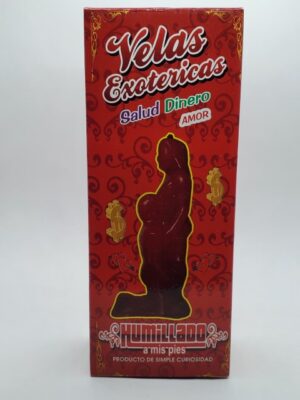 Velas
Exotericas
Salud Dinero
AMOR
HUMILLADO
a mis pies
PRODUCTO DE SIMPLE CURIOSIDAD